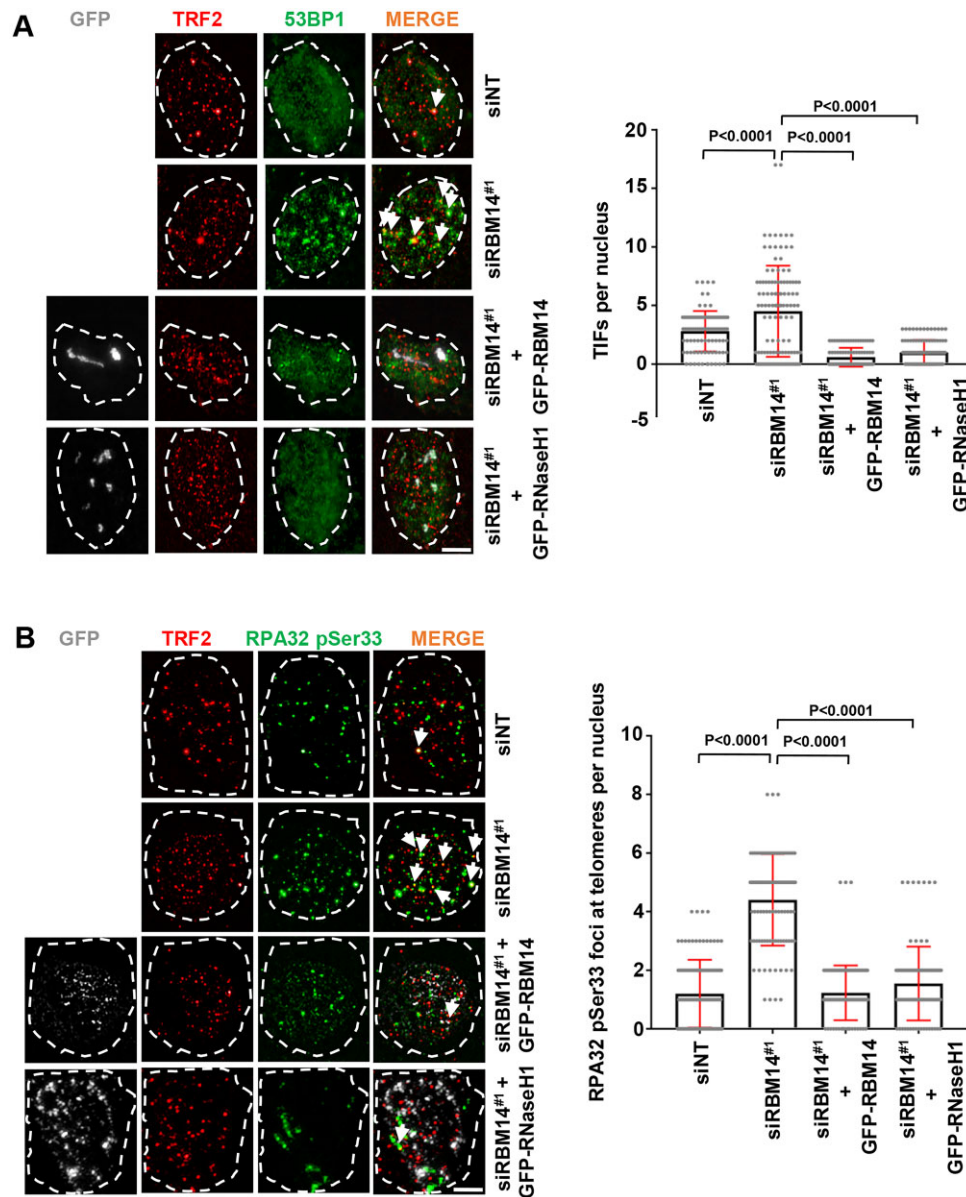 A
GFP TRF2 53BP1 MERGE
siNT
siRBM14#1
siRBM14#1
+
GFP-RBM14
siRBM14#1
+
GFP-RNaseH1
P<0.0001
P<0.0001 P<0.0001
TIFs per nucleus
20
15
10
5
0
-5
siNT
siRBM14#1
siRBM14#1
+
GFP-RBM14
siRBM14#1
+
GFP-RNaseH1
B
GFP TRF2 RPA32 pSer33 MERGE
siNT
siRBM14#1
siRBM14#1 +
GFP-RBM14
siRBM14#1 +
GFP-RNaseH1
P<0.0001
P<0.0001 P<0.0001
RPA32 pSer33 foci at telomeres per nucleus
10
8
6
4
2
0
siNT
siRBM14#1
siRBM14#1
+
GFP-RBM14
siRBM14#1
+
GFP-RNaseH1